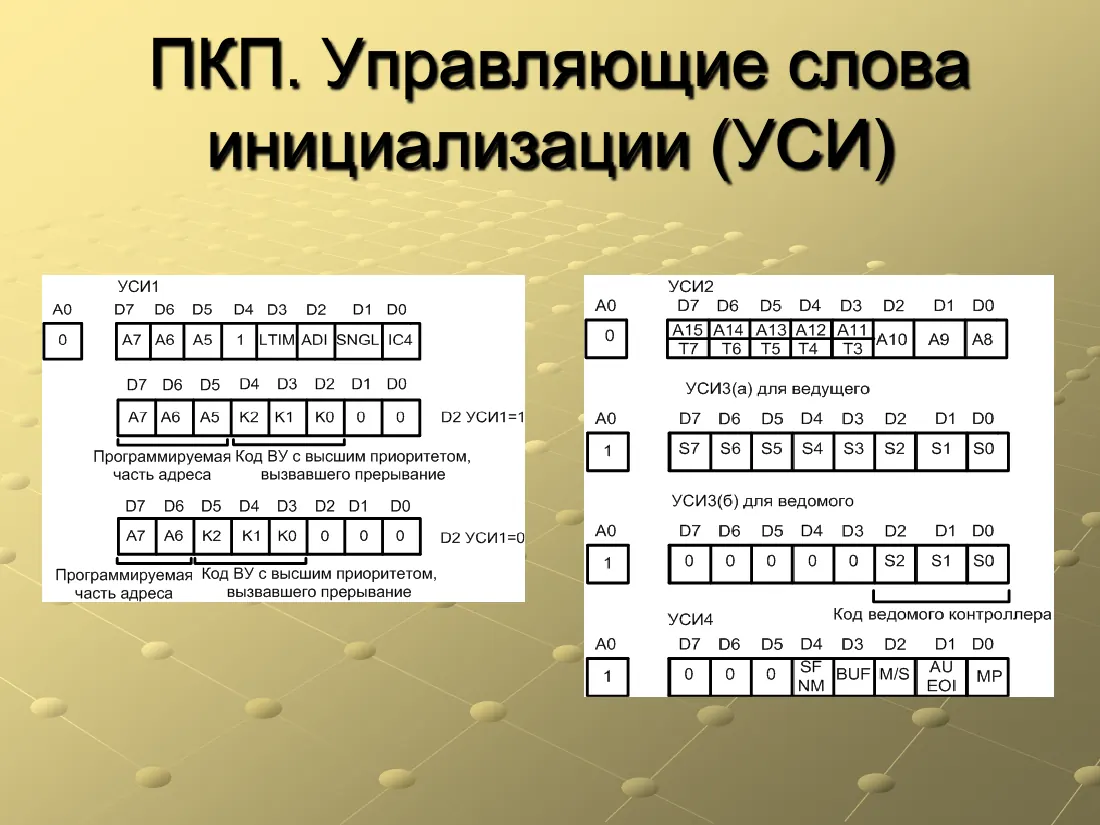 ПКП. Управляющие слова
инициализации (УСИ)
УСИ1
A0 D7 D6 D5 D4 D3 D2 D1 D0
0 A7 A6 A5 1 LTIM ADI SNGL IC4
D7 D6 D5 D4 D3 D2 D1 D0
A7 A6 A5 K2 K1 K0 0 0 D2 УСИ1=1
Программируемая Код ВУ с высшим приоритетом,
часть адреса вызвавшего прерывание
D7 D6 D5 D4 D3 D2 D1 D0
A7 A6 K2 K1 K0 0 0 0 D2 УСИ1=0
Программируемая Код ВУ с высшим приоритетом,
часть адреса вызвавшего прерывание
УСИ2
A0 D7 D6 D5 D4 D3 D2 D1 D0
0 A15 A14 A13 A12 A11 A10 A9 A8
T7 T6 T5 T4 T3
УСИ3(а) для ведущего
A0 D7 D6 D5 D4 D3 D2 D1 D0
1 S7 S6 S5 S4 S3 S2 S1 S0
УСИ3(б) для ведомого
A0 D7 D6 D5 D4 D3 D2 D1 D0
1 0 0 0 0 0 S2 S1 S0
Код ведомого контроллера
УСИ4
A0 D7 D6 D5 D4 D3 D2 D1 D0
1 0 0 0 SF NM BUF M/S AU EOI MP